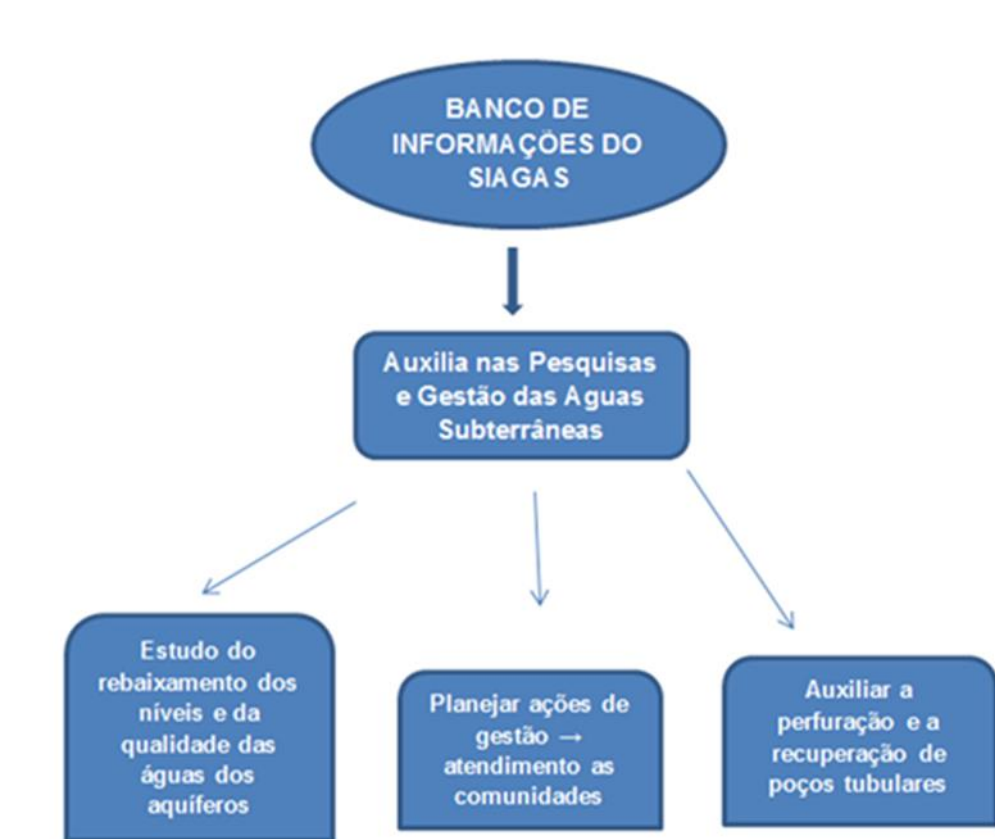 BANCO DE
INFORMAÇÕES DO
SIAGAS
Auxilia nas Pesquisas
e Gestão das Aguas
Subterrâneas
Estudo do
rebaixamento dos
níveis e da
qualidade das
águas dos
aquíferos
Planejar ações de
gestão →
atendimento as
comunidades
Auxiliar a
perfuração e a
recuperação de
poços tubulares